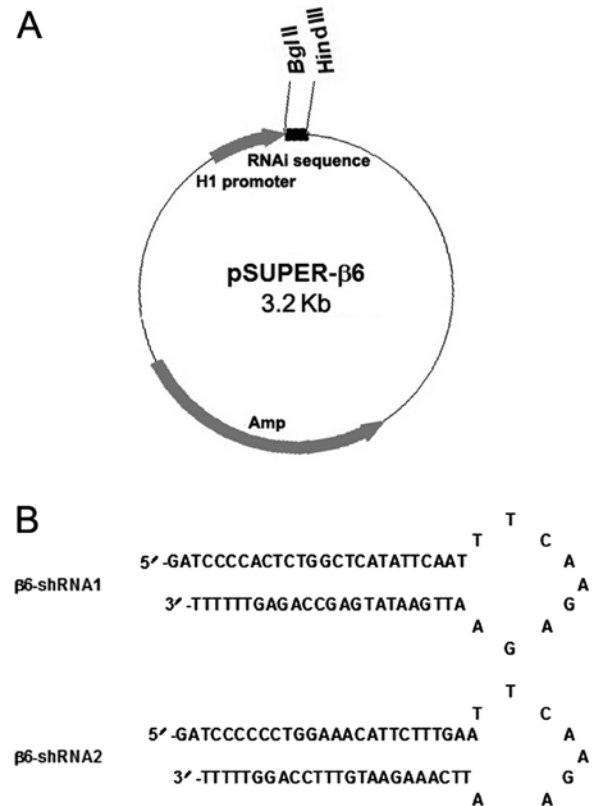 A
Bgl II
Hind III
RNAi sequence
H1 promoter
pSUPER-β6
3.2 Kb
Amp
B
T
T C
5′-GATCCCCACTCTGGCTCATATTCAAT A
β6-shRNA1 A
3′-TTTTTTGAGACCGAGTATAAGTTA G
A A
G
T
T C
5′-GATCCCCCCTGGAAACATTCTTTGAA A
β6-shRNA2 A
3′-TTTTTGGACCTTTGTAAGAAACTT G
A A